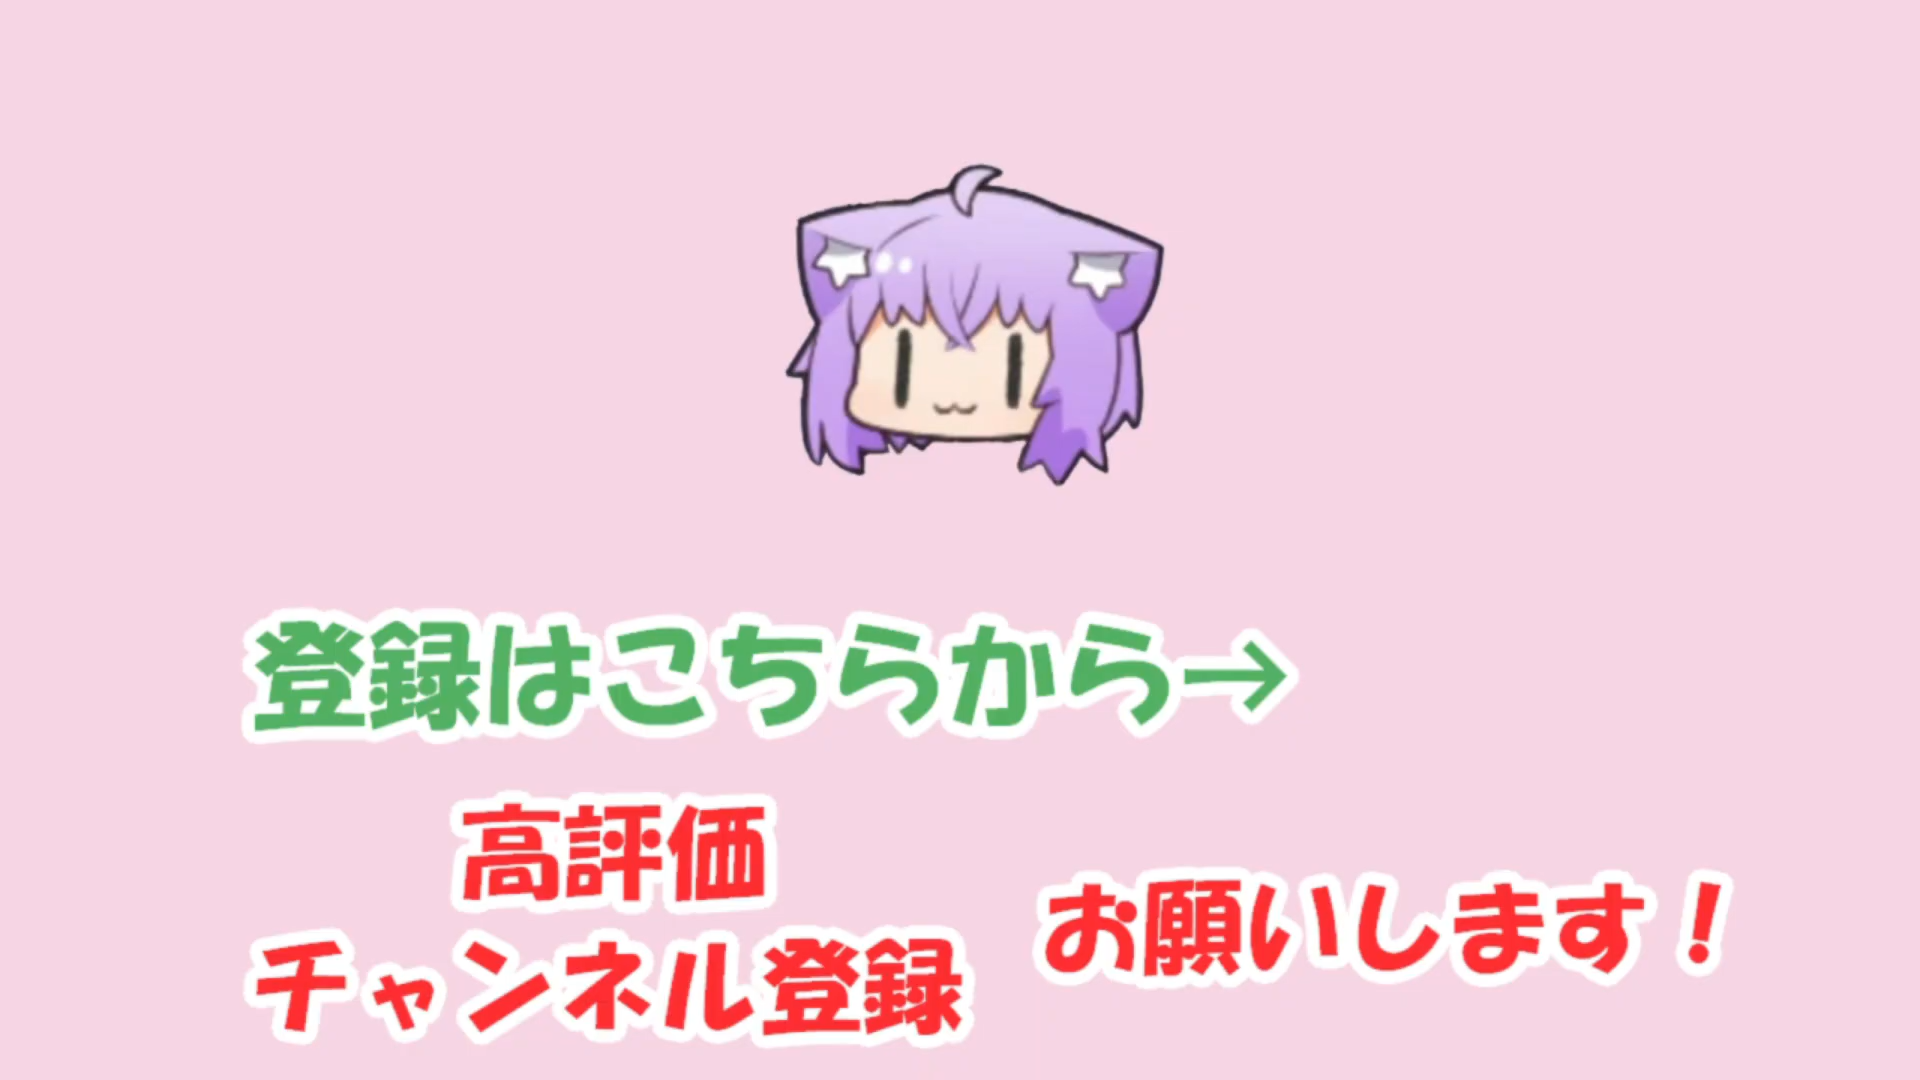 登録はこちらから→
高評価
チャンネル登録
お願いします！